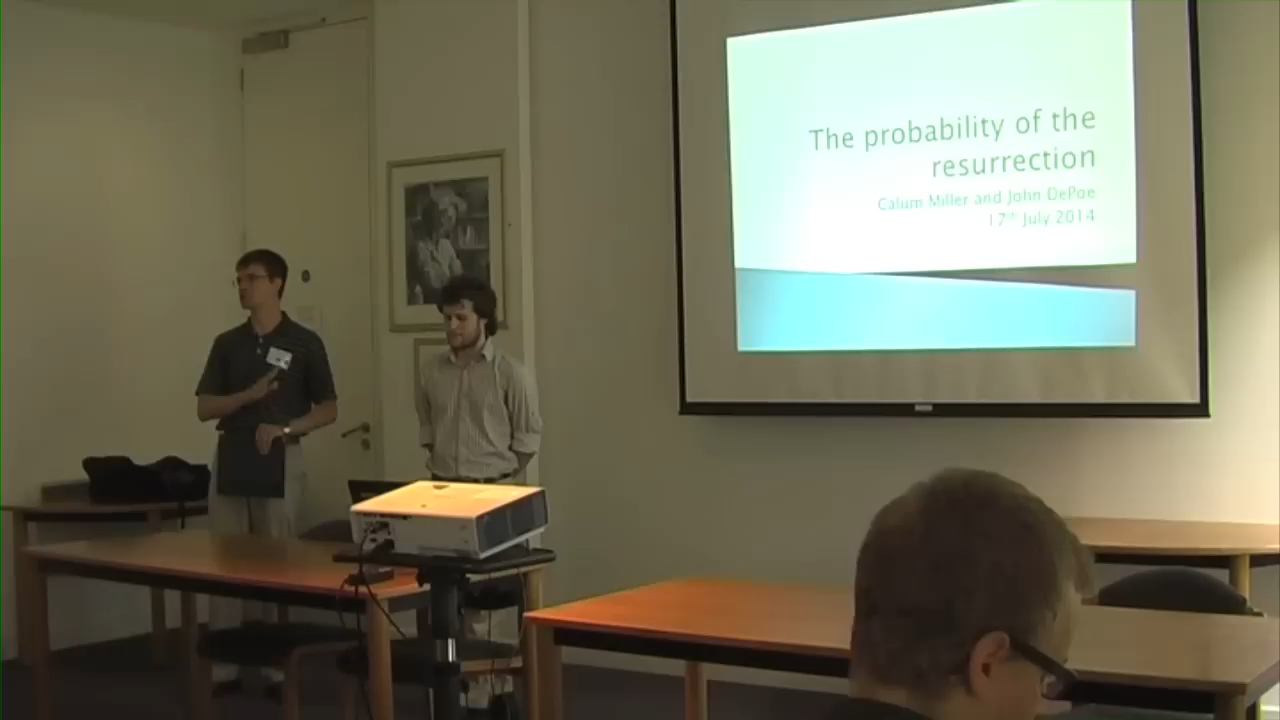 The probability of the
resurrection
Calum Miller and John DePoe
17th July 2014